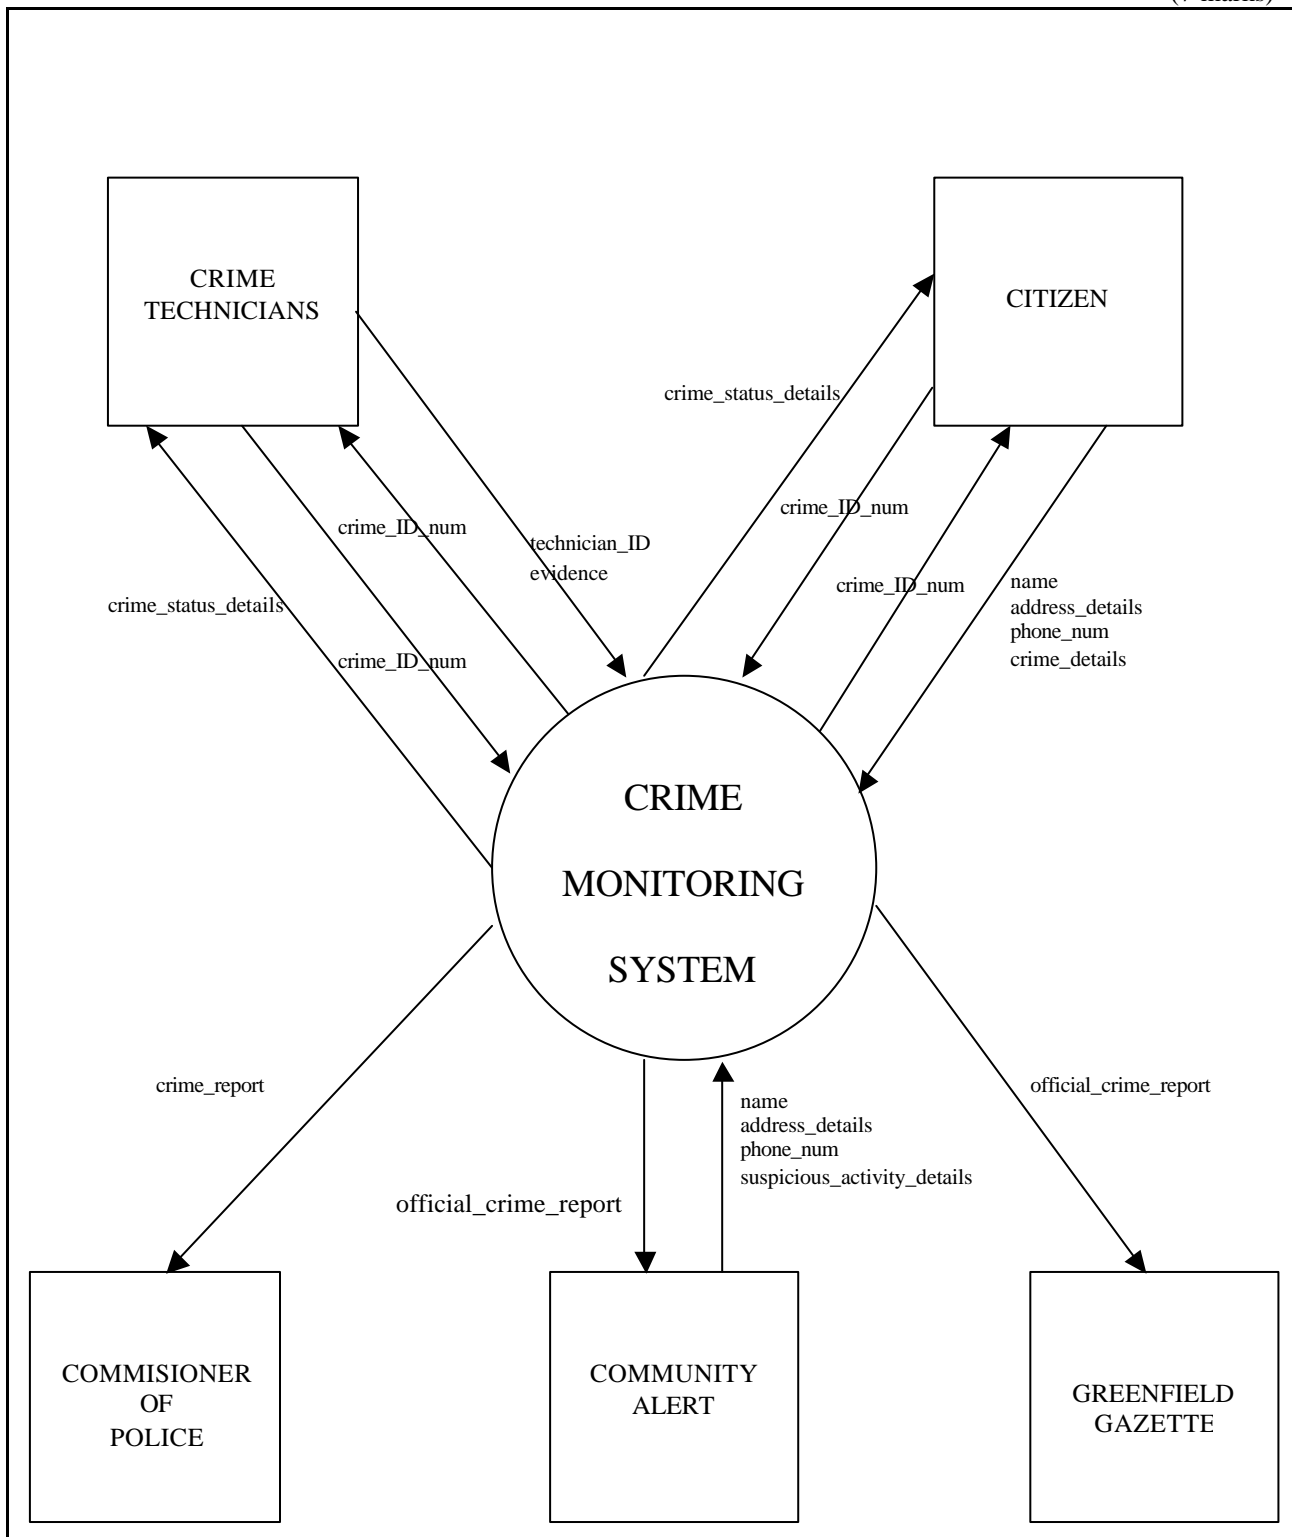 CRIME
TECHNICIANS
CITIZEN
crime_status_details
crime_ID_num
crime_ID_num
technician_ID
evidence
crime_ID_num
name
address_details
phone_num
crime_details
crime_status_details
crime_ID_num
CRIME
MONITORING
SYSTEM
crime_report
official_crime_report
name
address_details
phone_num
suspicious_activity_details
official_crime_report
COMMISIONER
OF
POLICE
COMMUNITY
ALERT
GREENFIELD
GAZETTE